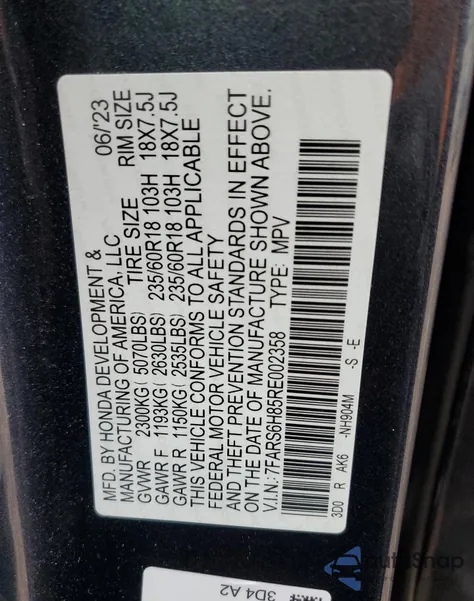 MFD. BY HONDA DEVELOPMENT & 06/'23
MANUFACTURING OF AMERICA, LLC
TIRE SIZE RIM SIZE
GVWR 2300KG( 5070LBS)
GAWR F 1193KG( 2630LBS) 235/60R18 103H 18X7.5J
GAWR R 1150KG( 2535LBS) 235/60R18 103H 18X7.5J
THIS VEHICLE CONFORMS TO ALL APPLICABLE
FEDERAL MOTOR VEHICLE SAFETY
AND THEFT PREVENTION STANDARDS IN EFFECT
ON THE DATE OF MANUFACTURE SHOWN ABOVE.
V.I.N.: 7FARS6H85RE002358 TYPE: MPV
3D0 R AK6 -NH904M -S -E
3D4 A2
AutoSnap